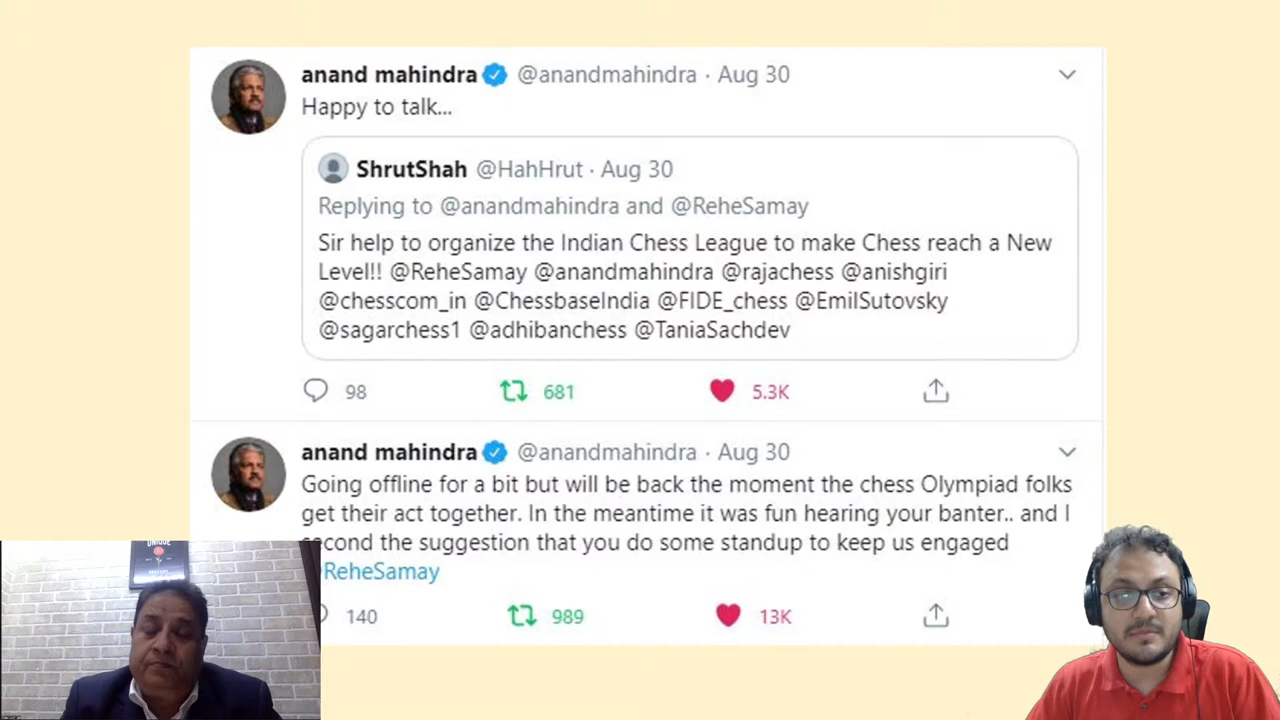 anand mahindra @anandmahindra · Aug 30
Happy to talk...
ShrutShah @HahHrut · Aug 30
Replying to @anandmahindra and @ReheSamay
Sir help to organize the Indian Chess League to make Chess reach a New
Level!! @ReheSamay @anandmahindra @rajachess @anishgiri
@chesscom_in @ChessbaseIndia @FIDE_chess @EmilSutovsky
@sagarchess1 @adhibanchess @TaniaSachdev
98 681 5.3K
anand mahindra @anandmahindra · Aug 30
Going offline for a bit but will be back the moment the chess Olympiad folks
get their act together. In the meantime it was fun hearing your banter.. and I
second the suggestion that you do some standup to keep us engaged
@ReheSamay
140 989 13K
UNIQUE